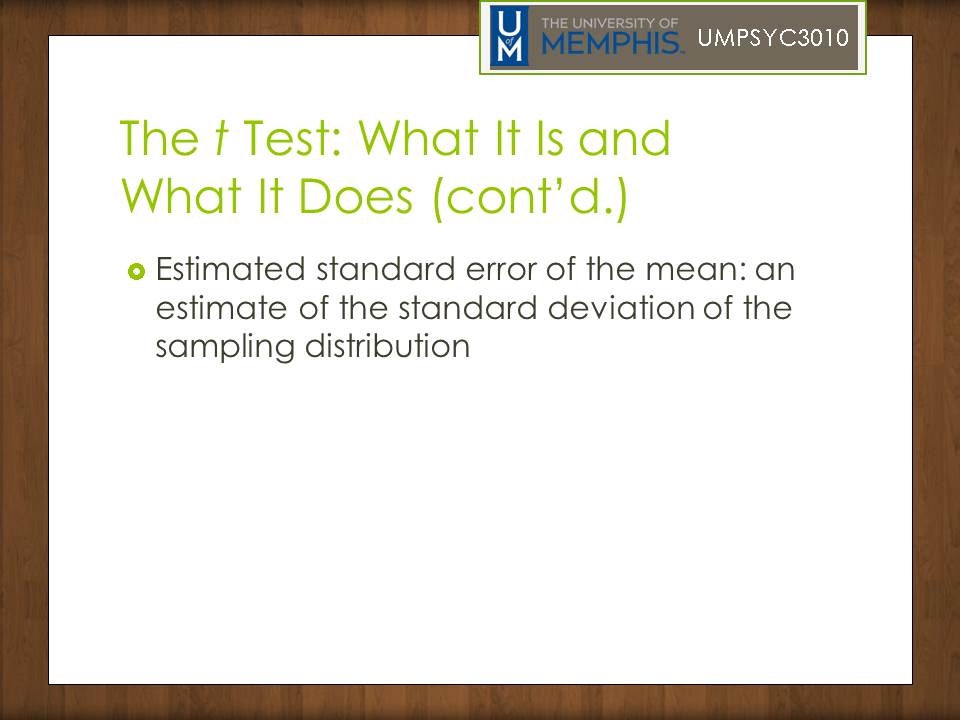 U
of
M
THE UNIVERSITY OF
MEMPHIS™
UMPSYC3010
The t Test: What It Is and
What It Does (cont’d.)
Estimated standard error of the mean: an
estimate of the standard deviation of the
sampling distribution